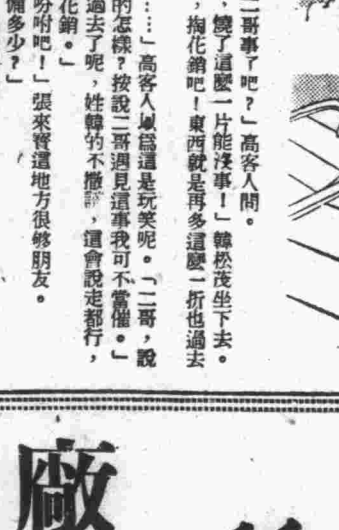 二哥事了吧?」高客人問。
,饒了這麼一片能沒事!」韓松茂坐下去。
,掏花銷吧!東西就是再多這麼一折也過去
……」高客人以爲這是玩笑呢。「二哥,說
的怎樣?按說二哥遇見這事我可不當催。」
過去了呢,姓韓的不撒謊,這會說走都行,
花銷。」
吩咐吧!」張來賓這地方很够朋友。
備多少?」
廠